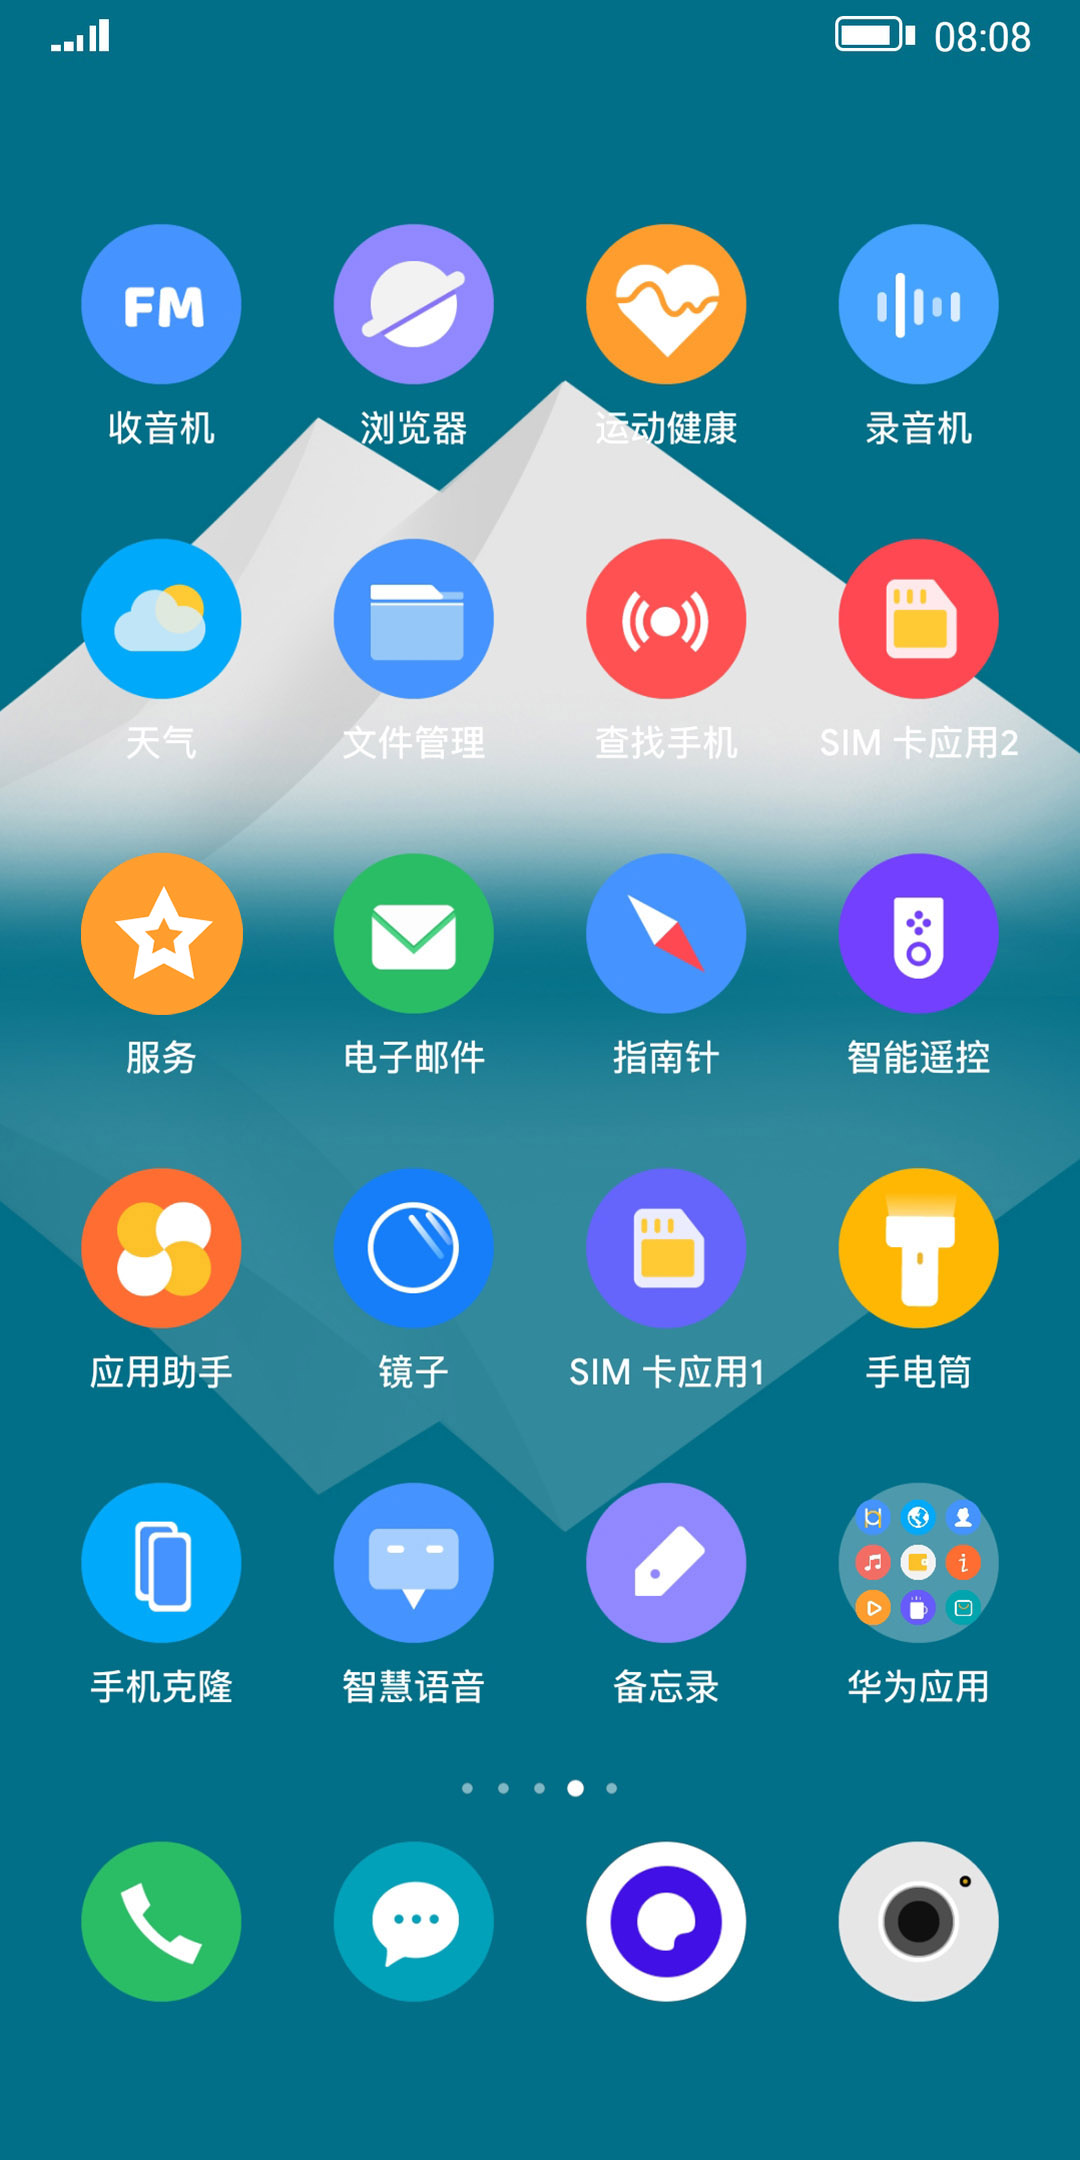 08:08
FM
收音机
浏览器
运动健康
录音机
天气
文件管理
查找手机
SIM 卡应用2
服务
电子邮件
指南针
智能遥控
应用助手
镜子
SIM 卡应用1
手电筒
手机克隆
智慧语音
备忘录
华为应用